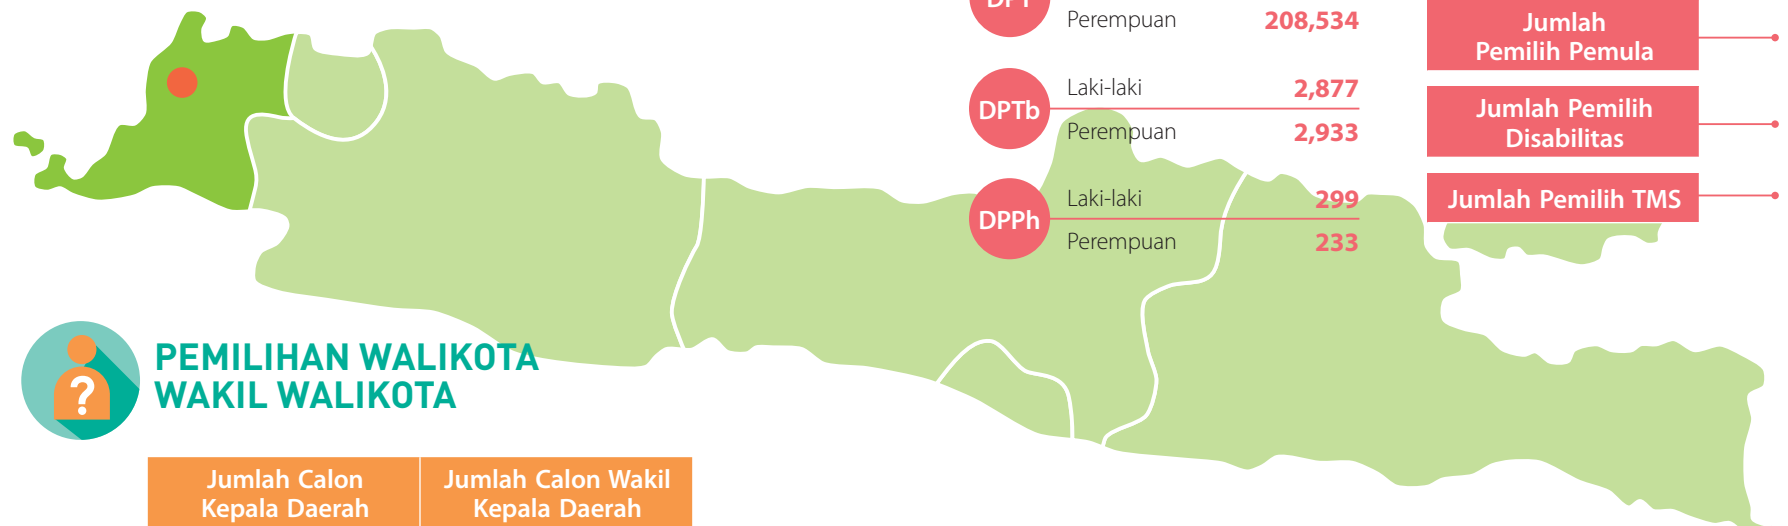 DPT
Perempuan 208,534
DPTb
Laki-laki 2,877
Perempuan 2,933
DPPh
Laki-laki 299
Perempuan 233
Jumlah
Pemilih Pemula
Jumlah Pemilih
Disabilitas
Jumlah Pemilih TMS
PEMILIHAN WALIKOTA
WAKIL WALIKOTA
?
Jumlah Calon
Kepala Daerah
Jumlah Calon Wakil
Kepala Daerah